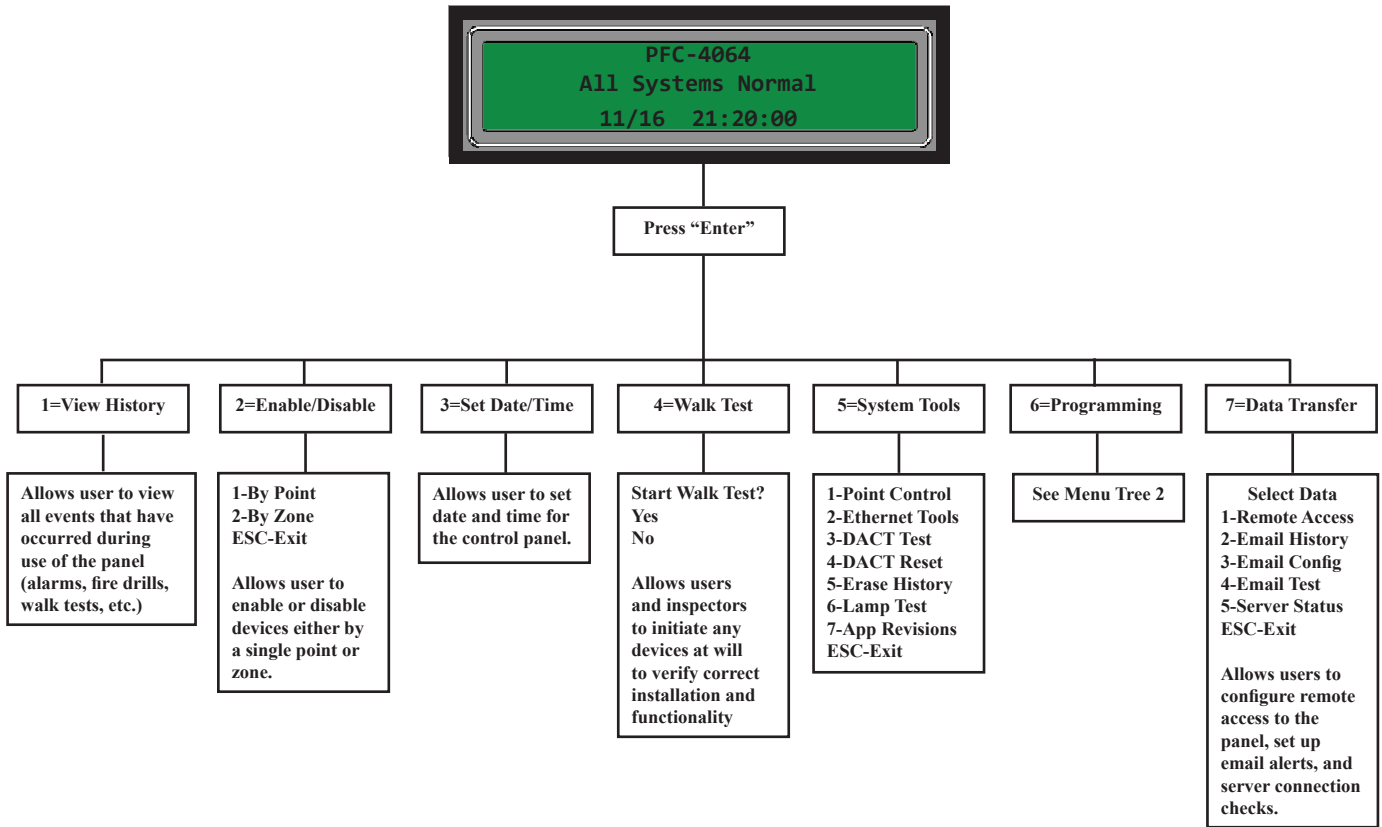 PFC-4064
All Systems Normal
11/16 21:20:00
Press “Enter”
1=View History
Allows user to view
all events that have
occurred during
use of the panel
(alarms, fire drills,
walk tests, etc.)
2=Enable/Disable
1-By Point
2-By Zone
ESC-Exit
Allows user to
enable or disable
devices either by
a single point or
zone.
3=Set Date/Time
Allows user to set
date and time for
the control panel.
4=Walk Test
Start Walk Test?
Yes
No
Allows users
and inspectors
to initiate any
devices at will
to verify correct
installation and
functionality
5=System Tools
1-Point Control
2-Ethernet Tools
3-DACT Test
4-DACT Reset
5-Erase History
6-Lamp Test
7-App Revisions
ESC-Exit
6=Programming
See Menu Tree 2
7=Data Transfer
Select Data
1-Remote Access
2-Email History
3-Email Config
4-Email Test
5-Server Status
ESC-Exit
Allows users to
configure remote
access to the
panel, set up
email alerts, and
server connection
checks.